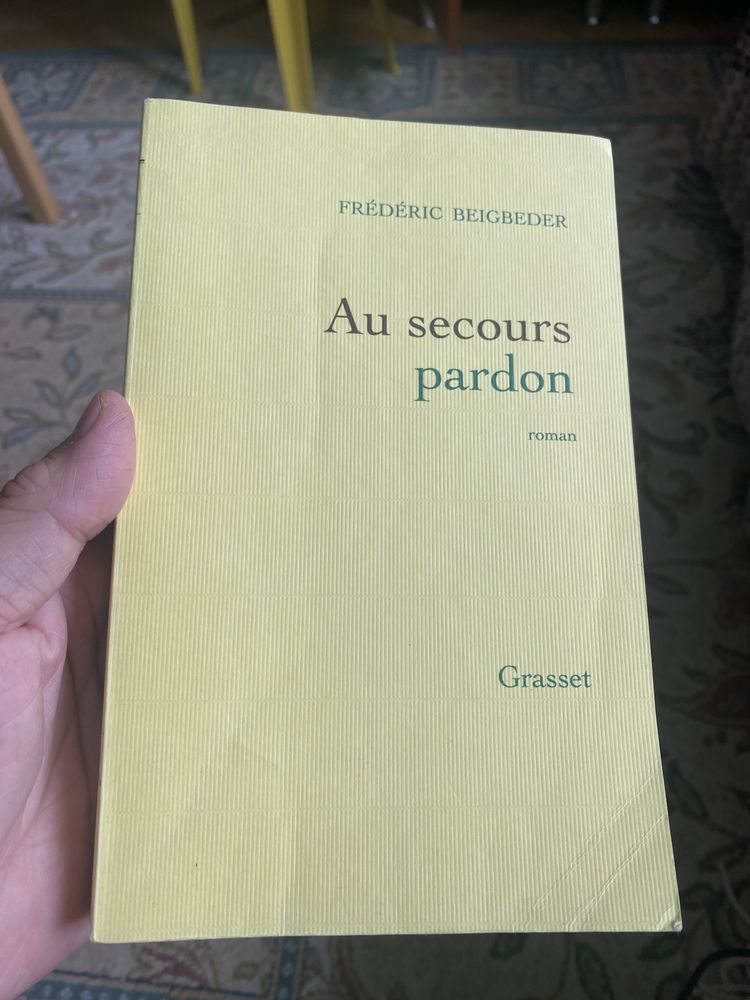 FRÉDÉRIC BEIGBEDER
Au secours
pardon
roman
Grasset